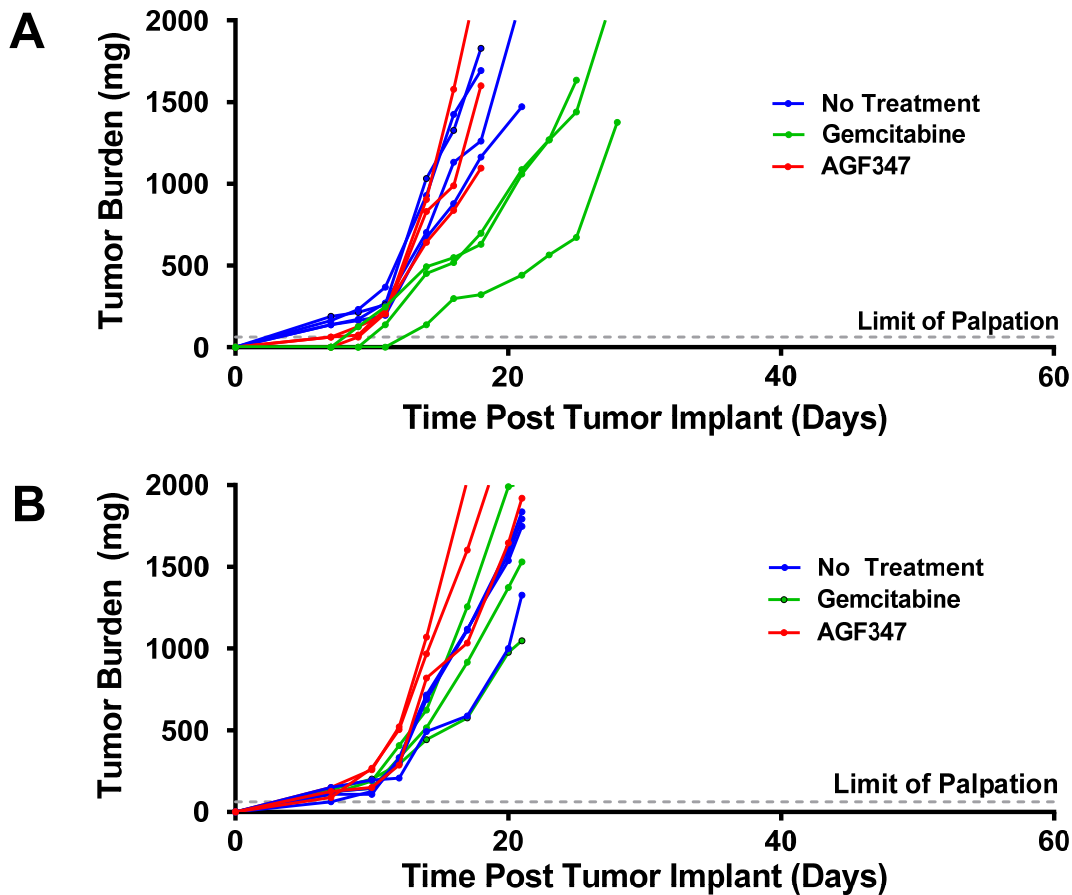 A
2000
1500
1000
500
0
Tumor Burden (mg)
No Treatment
Gemcitabine
AGF347
Limit of Palpation
0 20 40 60
Time Post Tumor Implant (Days)
B
2000
1500
1000
500
0
Tumor Burden (mg)
No Treatment
Gemcitabine
AGF347
Limit of Palpation
0 20 40 60
Time Post Tumor Implant (Days)